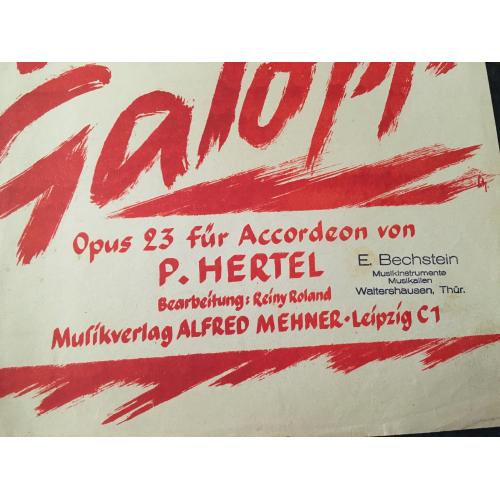 Galopp
Opus 23 für Accordeon von
P. HERTEL
Bearbeitung: Reiny Roland
Musikverlag ALFRED MEHNER · Leipzig C1
E. Bechstein
Musikinstrumente
Musikalien
Waltershausen, Thür.